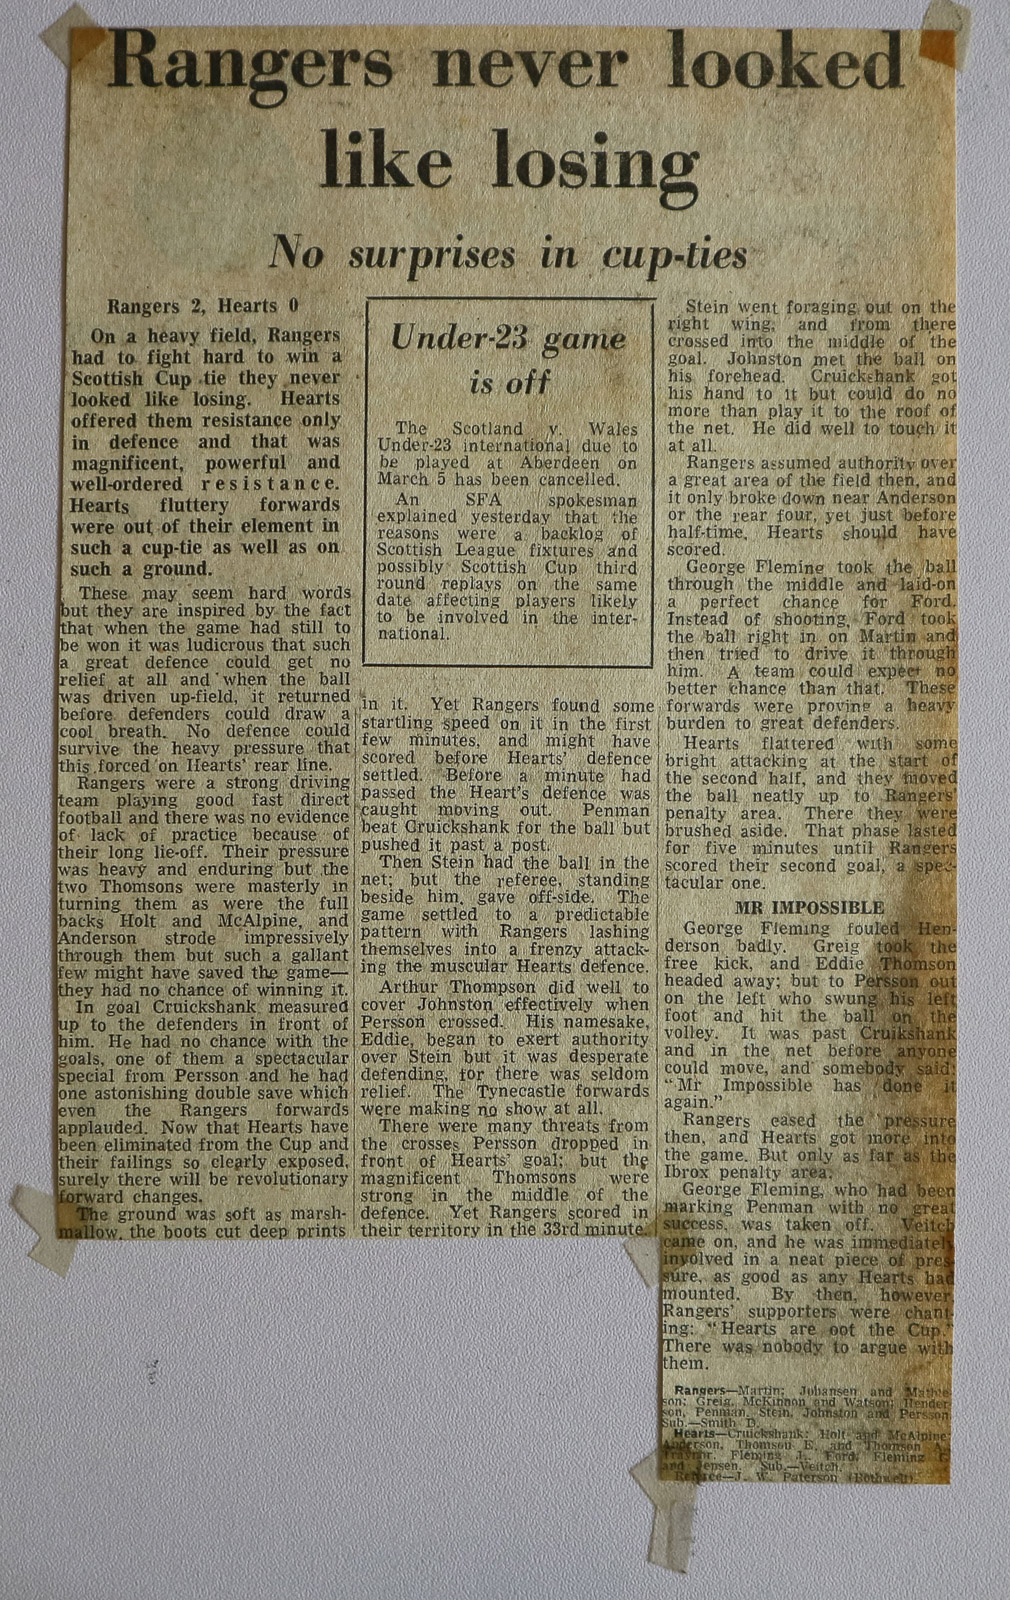 Rangers never looked
like losing
No surprises in cup-ties
Rangers 2, Hearts 0
On a heavy field, Rangers
had to fight hard to win a
Scottish Cup tie they never
looked like losing. Hearts
offered them resistance only
in defence and that was
magnificent, powerful and
well-ordered resistance.
Hearts fluttery forwards
were out of their element in
such a cup-tie as well as on
such a ground.
These may seem hard words
but they are inspired by the fact
that when the game had still to
be won it was ludicrous that such
a great defence could get no
relief at all and when the ball
was driven up-field, it returned
before defenders could draw a
cool breath. No defence could
survive the heavy pressure that
this forced on Hearts' rear line.
Rangers were a strong driving
team playing good fast direct
football and there was no evidence
of lack of practice because of
their long lie-off. Their pressure
was heavy and enduring but the
two Thomsons were masterly in
turning them as were the full
backs Holt and McAlpine, and
Anderson strode impressively
through them but such a gallant
few might have saved the game—
they had no chance of winning it.
In goal Cruickshank measured
up to the defenders in front of
him. He had no chance with the
goals, one of them a spectacular
special from Persson and he had
one astonishing double save which
even the Rangers forwards
applauded. Now that Hearts have
been eliminated from the Cup and
their failings so clearly exposed,
surely there will be revolutionary
forward changes.
The ground was soft as marsh-
mallow, the boots cut deep prints
Under-23 game
is off
The Scotland v. Wales
Under-23 international due to
be played at Aberdeen on
March 5 has been cancelled.
An SFA spokesman
explained yesterday that the
reasons were a backlog of
Scottish League fixtures and
possibly Scottish Cup third
round replays on the same
date affecting players likely
to be involved in the inter-
national.
in it. Yet Rangers found some
startling speed on it in the first
few minutes, and might have
scored before Hearts' defence
settled. Before a minute had
passed the Heart's defence was
caught moving out. Penman
beat Cruickshank for the ball but
pushed it past a post.
Then Stein had the ball in the
net; but the referee, standing
beside him, gave off-side. The
game settled to a predictable
pattern with Rangers lashing
themselves into a frenzy attack-
ing the muscular Hearts defence.
Arthur Thompson did well to
cover Johnston effectively when
Persson crossed. His namesake,
Eddie, began to exert authority
over Stein but it was desperate
defending, for there was seldom
relief. The Tynecastle forwards
were making no show at all.
There were many threats from
the crosses Persson dropped in
front of Hearts' goal; but the
magnificent Thomsons were
strong in the middle of the
defence. Yet Rangers scored in
their territory in the 33rd minute.
Stein went foraging out on the
right wing, and from there
crossed into the middle of the
goal. Johnston met the ball on
his forehead. Cruickshank got
his hand to it but could do no
more than play it to the roof of
the net. He did well to touch it
at all.
Rangers assumed authority over
a great area of the field then, and
it only broke down near Anderson
or the rear four, yet just before
half-time, Hearts should have
scored.
George Fleming took the ball
through the middle and laid-on
a perfect chance for Ford.
Instead of shooting, Ford took
the ball right in on Martin and
then tried to drive it through
him. A team could expect no
better chance than that. These
forwards were proving a heavy
burden to great defenders.
Hearts flattered with some
bright attacking at the start of
the second half, and they moved
the ball neatly up to Rangers'
penalty area. There they were
brushed aside. That phase lasted
for five minutes until Rangers
scored their second goal, a spec-
tacular one.
MR IMPOSSIBLE
George Fleming fouled Hen-
derson badly. Greig took the
free kick, and Eddie Thomson
headed away; but to Persson out
on the left who swung his left
foot and hit the ball on the
volley. It was past Cruikshank
and in the net before anyone
could move, and somebody said:
"Mr Impossible has done it
again."
Rangers eased the pressure
then, and Hearts got more into
the game. But only as far as the
Ibrox penalty area.
George Fleming, who had been
marking Penman with no great
success, was taken off. Veitch
came on, and he was immediately
involved in a neat piece of pres-
sure, as good as any Hearts had
mounted. By then, however,
Rangers' supporters were chant-
ing: "Hearts are oot the Cup."
There was nobody to argue with
them.
Rangers—Martin; Johansen and Mathie-
son; Greig, McKinnon and Watson; Hender-
son, Penman, Stein, Johnston and Persson.
Sub.—Smith D.
Hearts—Cruickshank; Holt and McAlpine;
Anderson, Thomson E. and Thomson A.
Traynor, Fleming J., Ford, Fleming G.
and Jensen. Sub.—Veitch.
Referee—J. W. Paterson (Bothwell).